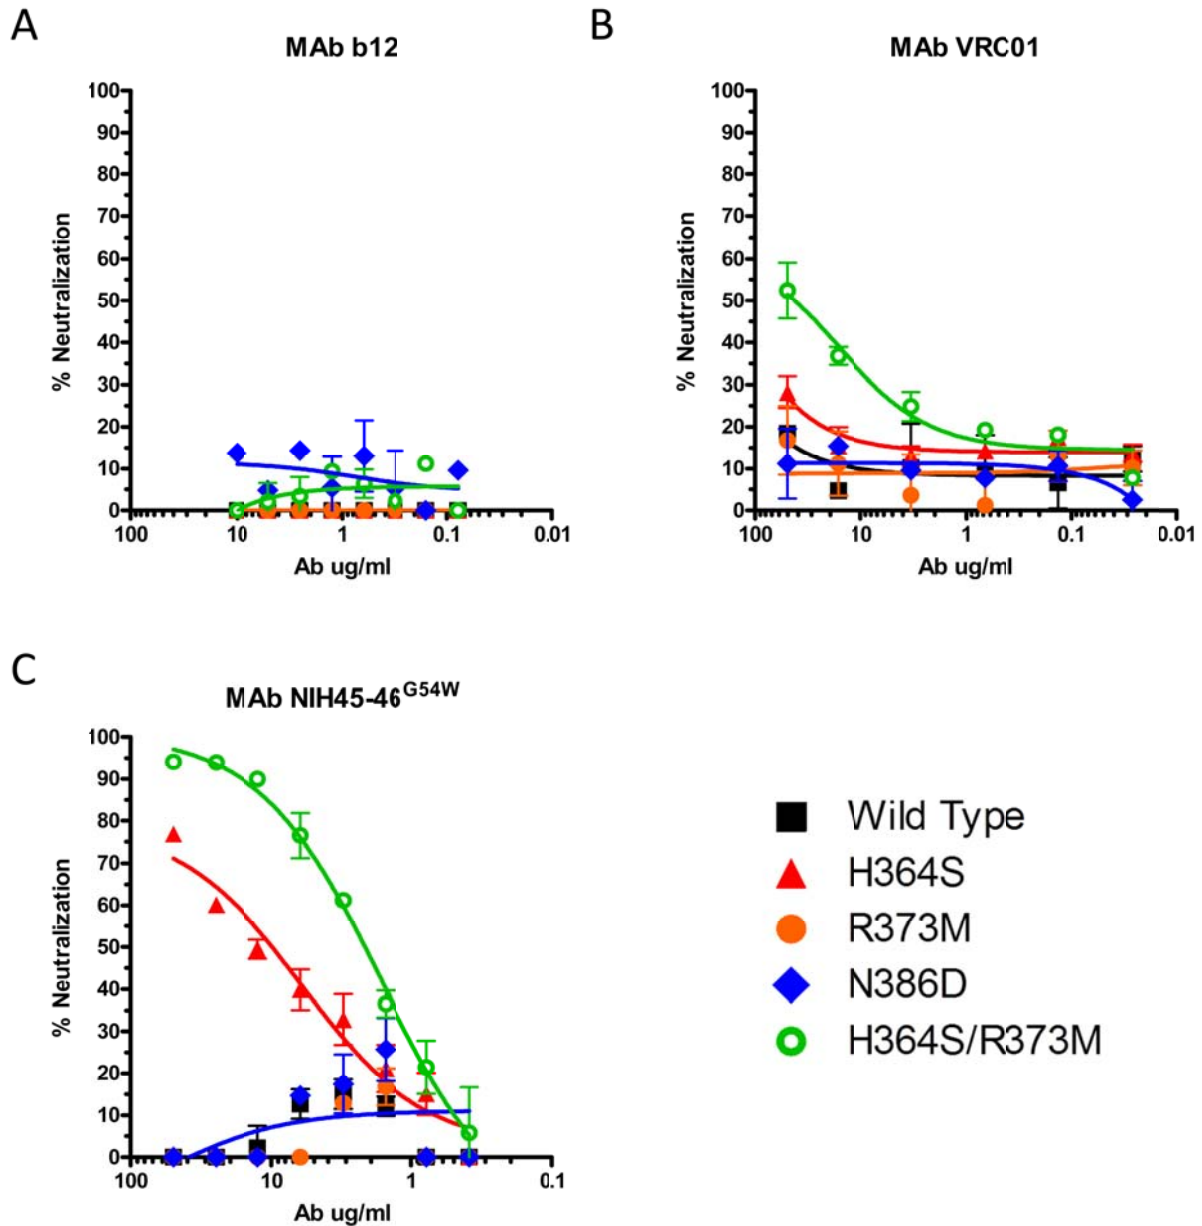 A
MAb b12
100
90
80
70
60
50
40
30
20
10
0
% Neutralization
100
10
1
0.1
0.01
Ab ug/ml
B
MAb VRC01
100
90
80
70
60
50
40
30
20
10
0
% Neutralization
100
10
1
0.1
0.01
Ab ug/ml
C
MAb NIH45-46G54W
100
90
80
70
60
50
40
30
20
10
0
% Neutralization
100
10
1
0.1
Ab ug/ml
Wild Type
H364S
R373M
N386D
H364S/R373M